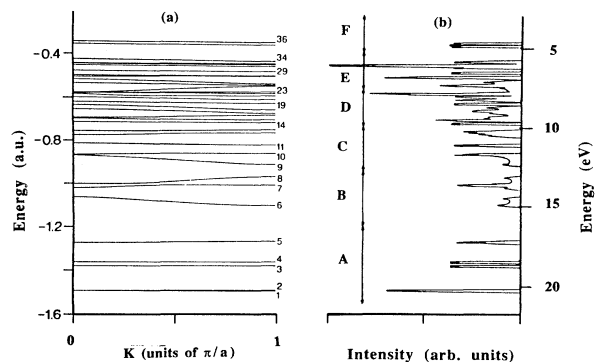 (a)
Energy (a.u.)
-0.4
-0.8
-1.2
-1.6
36
34
29
23
19
14
11
10
9
8
7
6
5
4
3
2
1
0
1
K (units of π/a)
(b)
F
E
D
C
B
A
5
10
15
20
Energy (eV)
Intensity (arb. units)